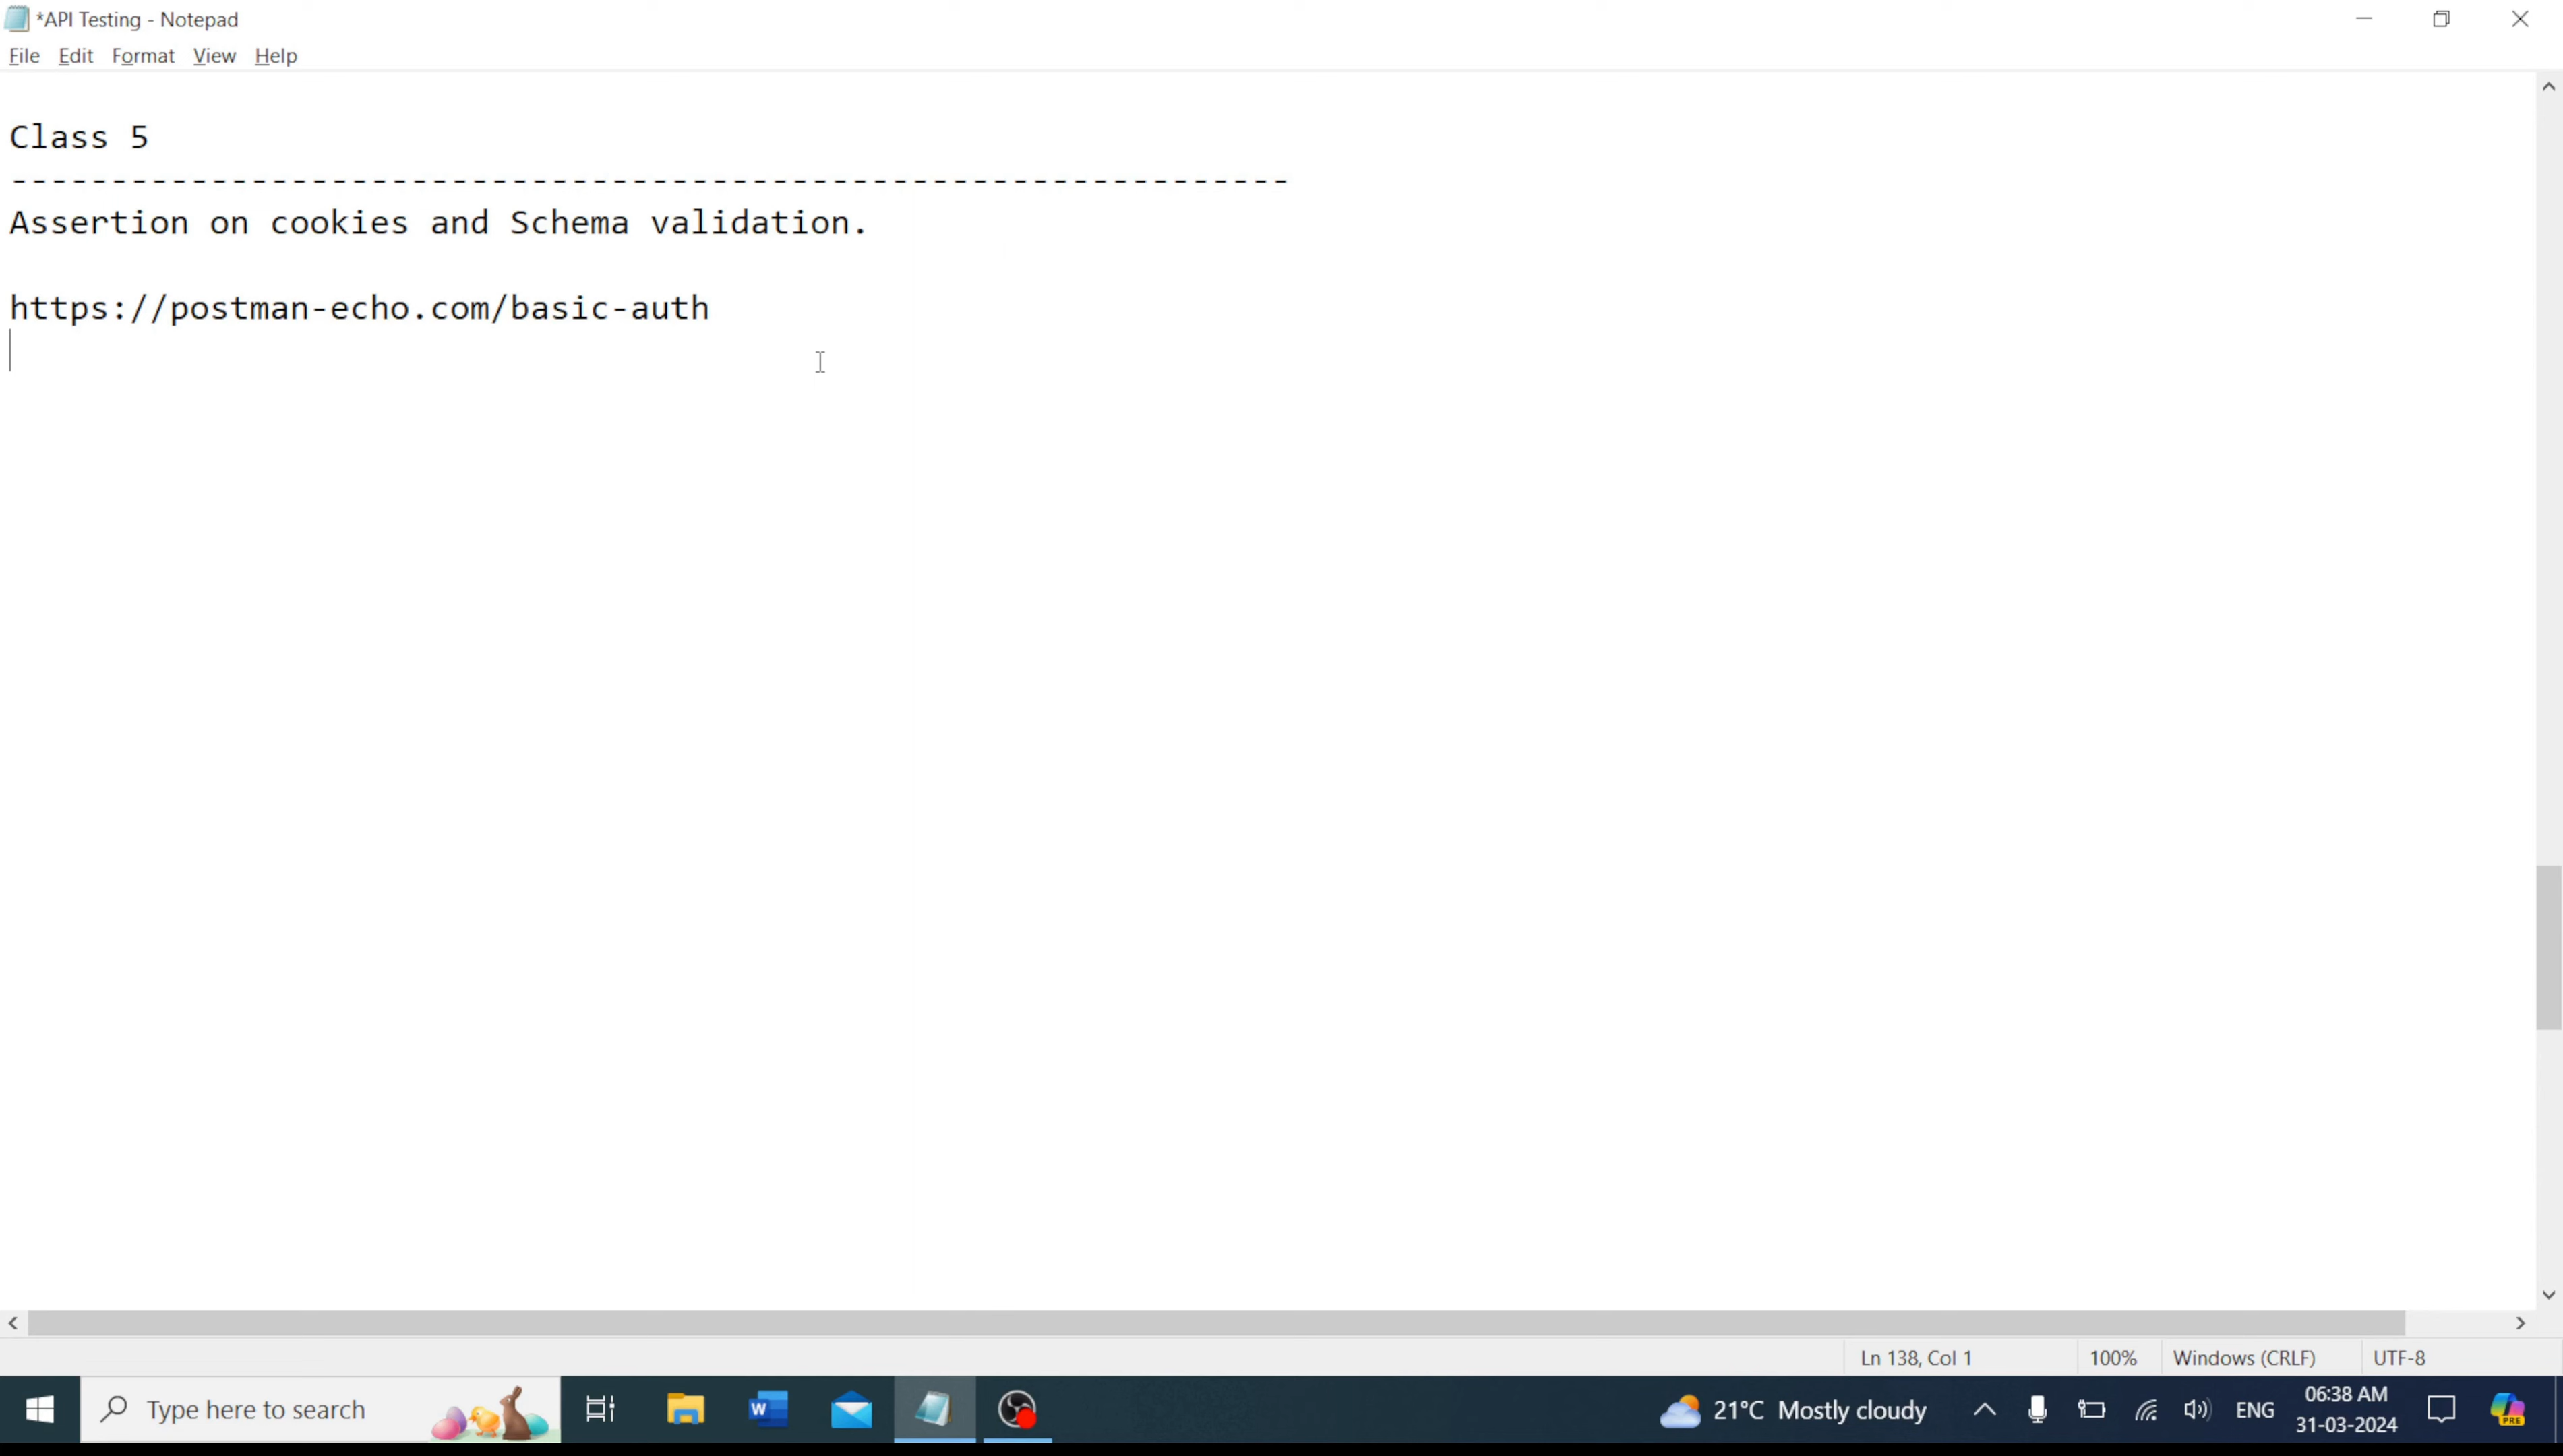 *API Testing - Notepad
File Edit Format View Help
Class 5
----------------------------------------------------------------
Assertion on cookies and Schema validation.
https://postman-echo.com/basic-auth
Ln 138, Col 1 100% Windows (CRLF) UTF-8
Type here to search
W
21°C Mostly cloudy
ENG
06:38 AM
31-03-2024
PRE